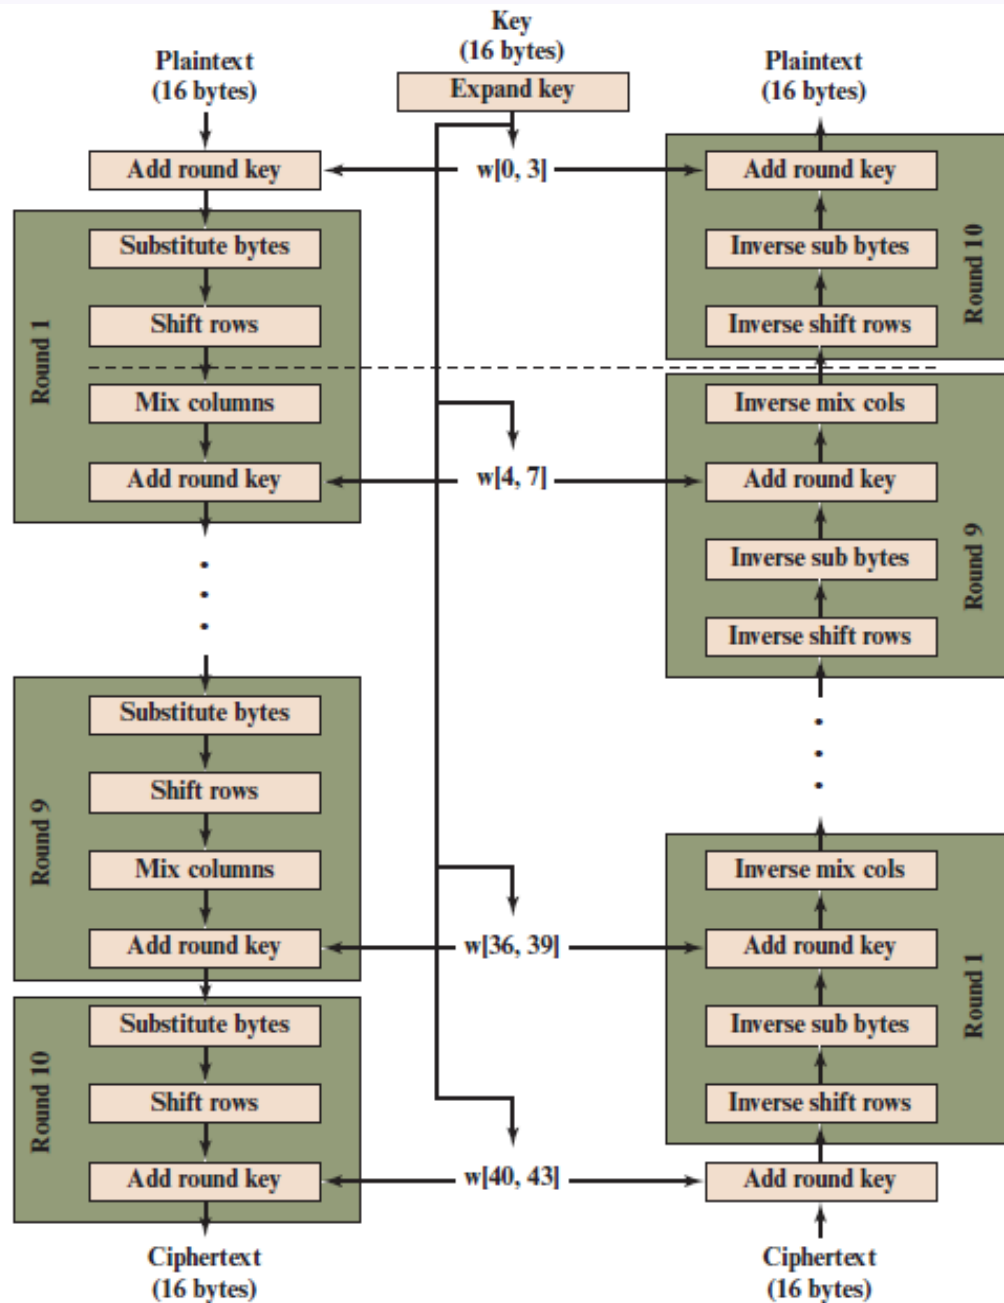 Key
(16 bytes)
Expand key
Plaintext
(16 bytes)
Add round key
Round 1
Substitute bytes
Shift rows
Mix columns
Add round key
Round 9
Substitute bytes
Shift rows
Mix columns
Add round key
Round 10
Substitute bytes
Shift rows
Add round key
Ciphertext
(16 bytes)
w[0, 3]
w[4, 7]
w[36, 39]
w[40, 43]
Plaintext
(16 bytes)
Add round key
Inverse sub bytes
Inverse shift rows
Round 10
Inverse mix cols
Add round key
Inverse sub bytes
Inverse shift rows
Round 9
Inverse mix cols
Add round key
Inverse sub bytes
Inverse shift rows
Round 1
Add round key
Ciphertext
(16 bytes)